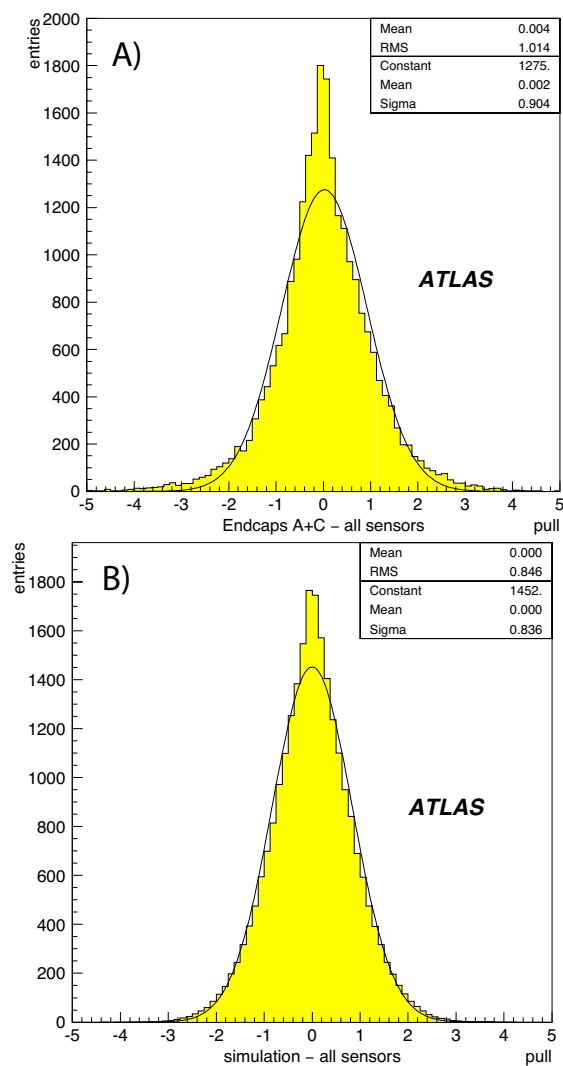 entries
A)
Mean 0.004
RMS 1.014
Constant 1275.
Mean 0.002
Sigma 0.904
2000
1800
1600
1400
1200
1000
800
600
400
200
0
ATLAS
-5 -4 -3 -2 -1 0 1 2 3 4 5
Endcaps A+C – all sensors pull
entries
B)
Mean 0.000
RMS 0.846
Constant 1452.
Mean 0.000
Sigma 0.836
1800
1600
1400
1200
1000
800
600
400
200
0
ATLAS
-5 -4 -3 -2 -1 0 1 2 3 4 5
simulation – all sensors pull